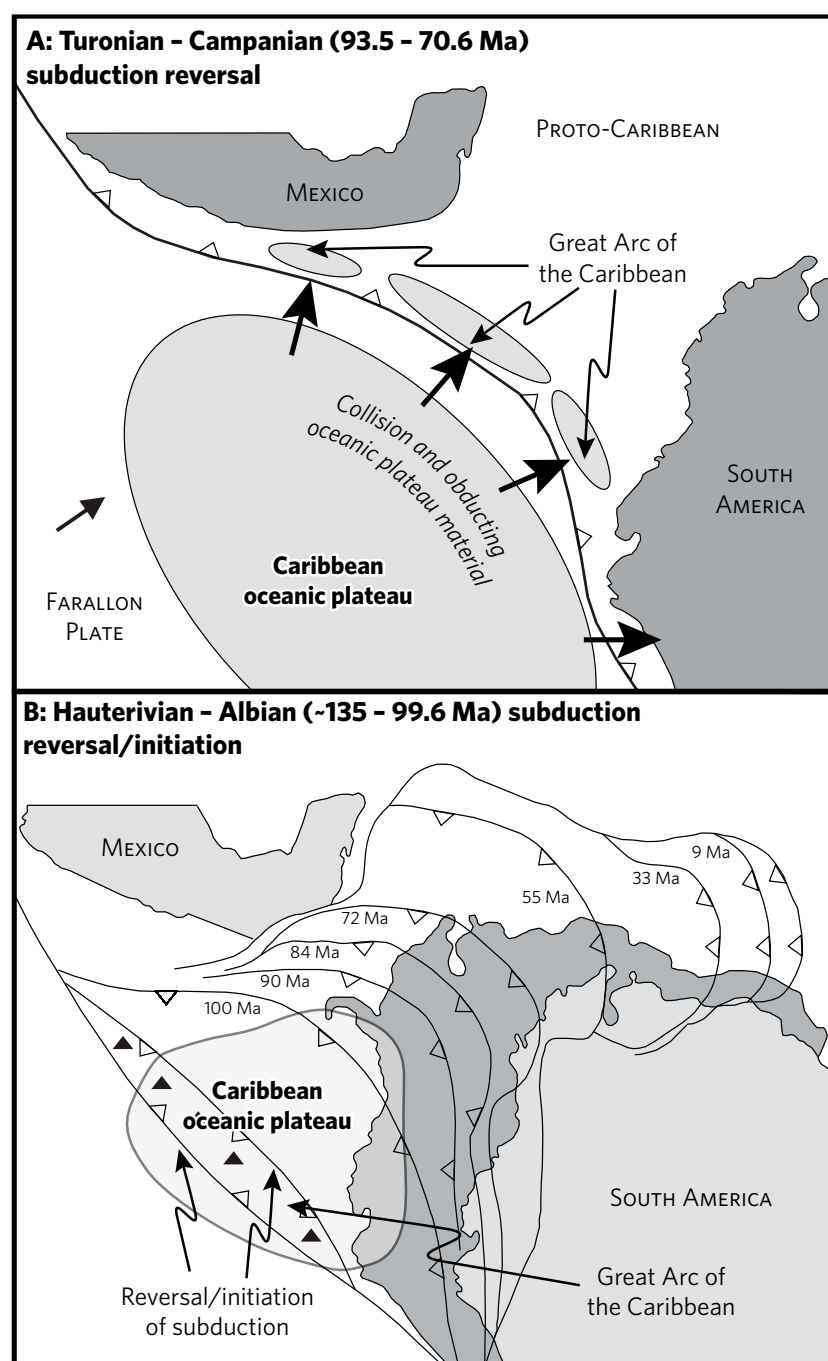 A: Turonian – Campanian (93.5 – 70.6 Ma)
subduction reversal
PROTO-CARIBBEAN
MEXICO
Great Arc of
the Caribbean
Collision and obducting
oceanic plateau material
SOUTH
AMERICA
Caribbean
oceanic plateau
FARALLON
PLATE
B: Hauterivian – Albian (~135 – 99.6 Ma) subduction
reversal/initiation
MEXICO
9 Ma
33 Ma
55 Ma
72 Ma
84 Ma
90 Ma
100 Ma
Caribbean
oceanic plateau
SOUTH AMERICA
Great Arc of
the Caribbean
Reversal/initiation
of subduction